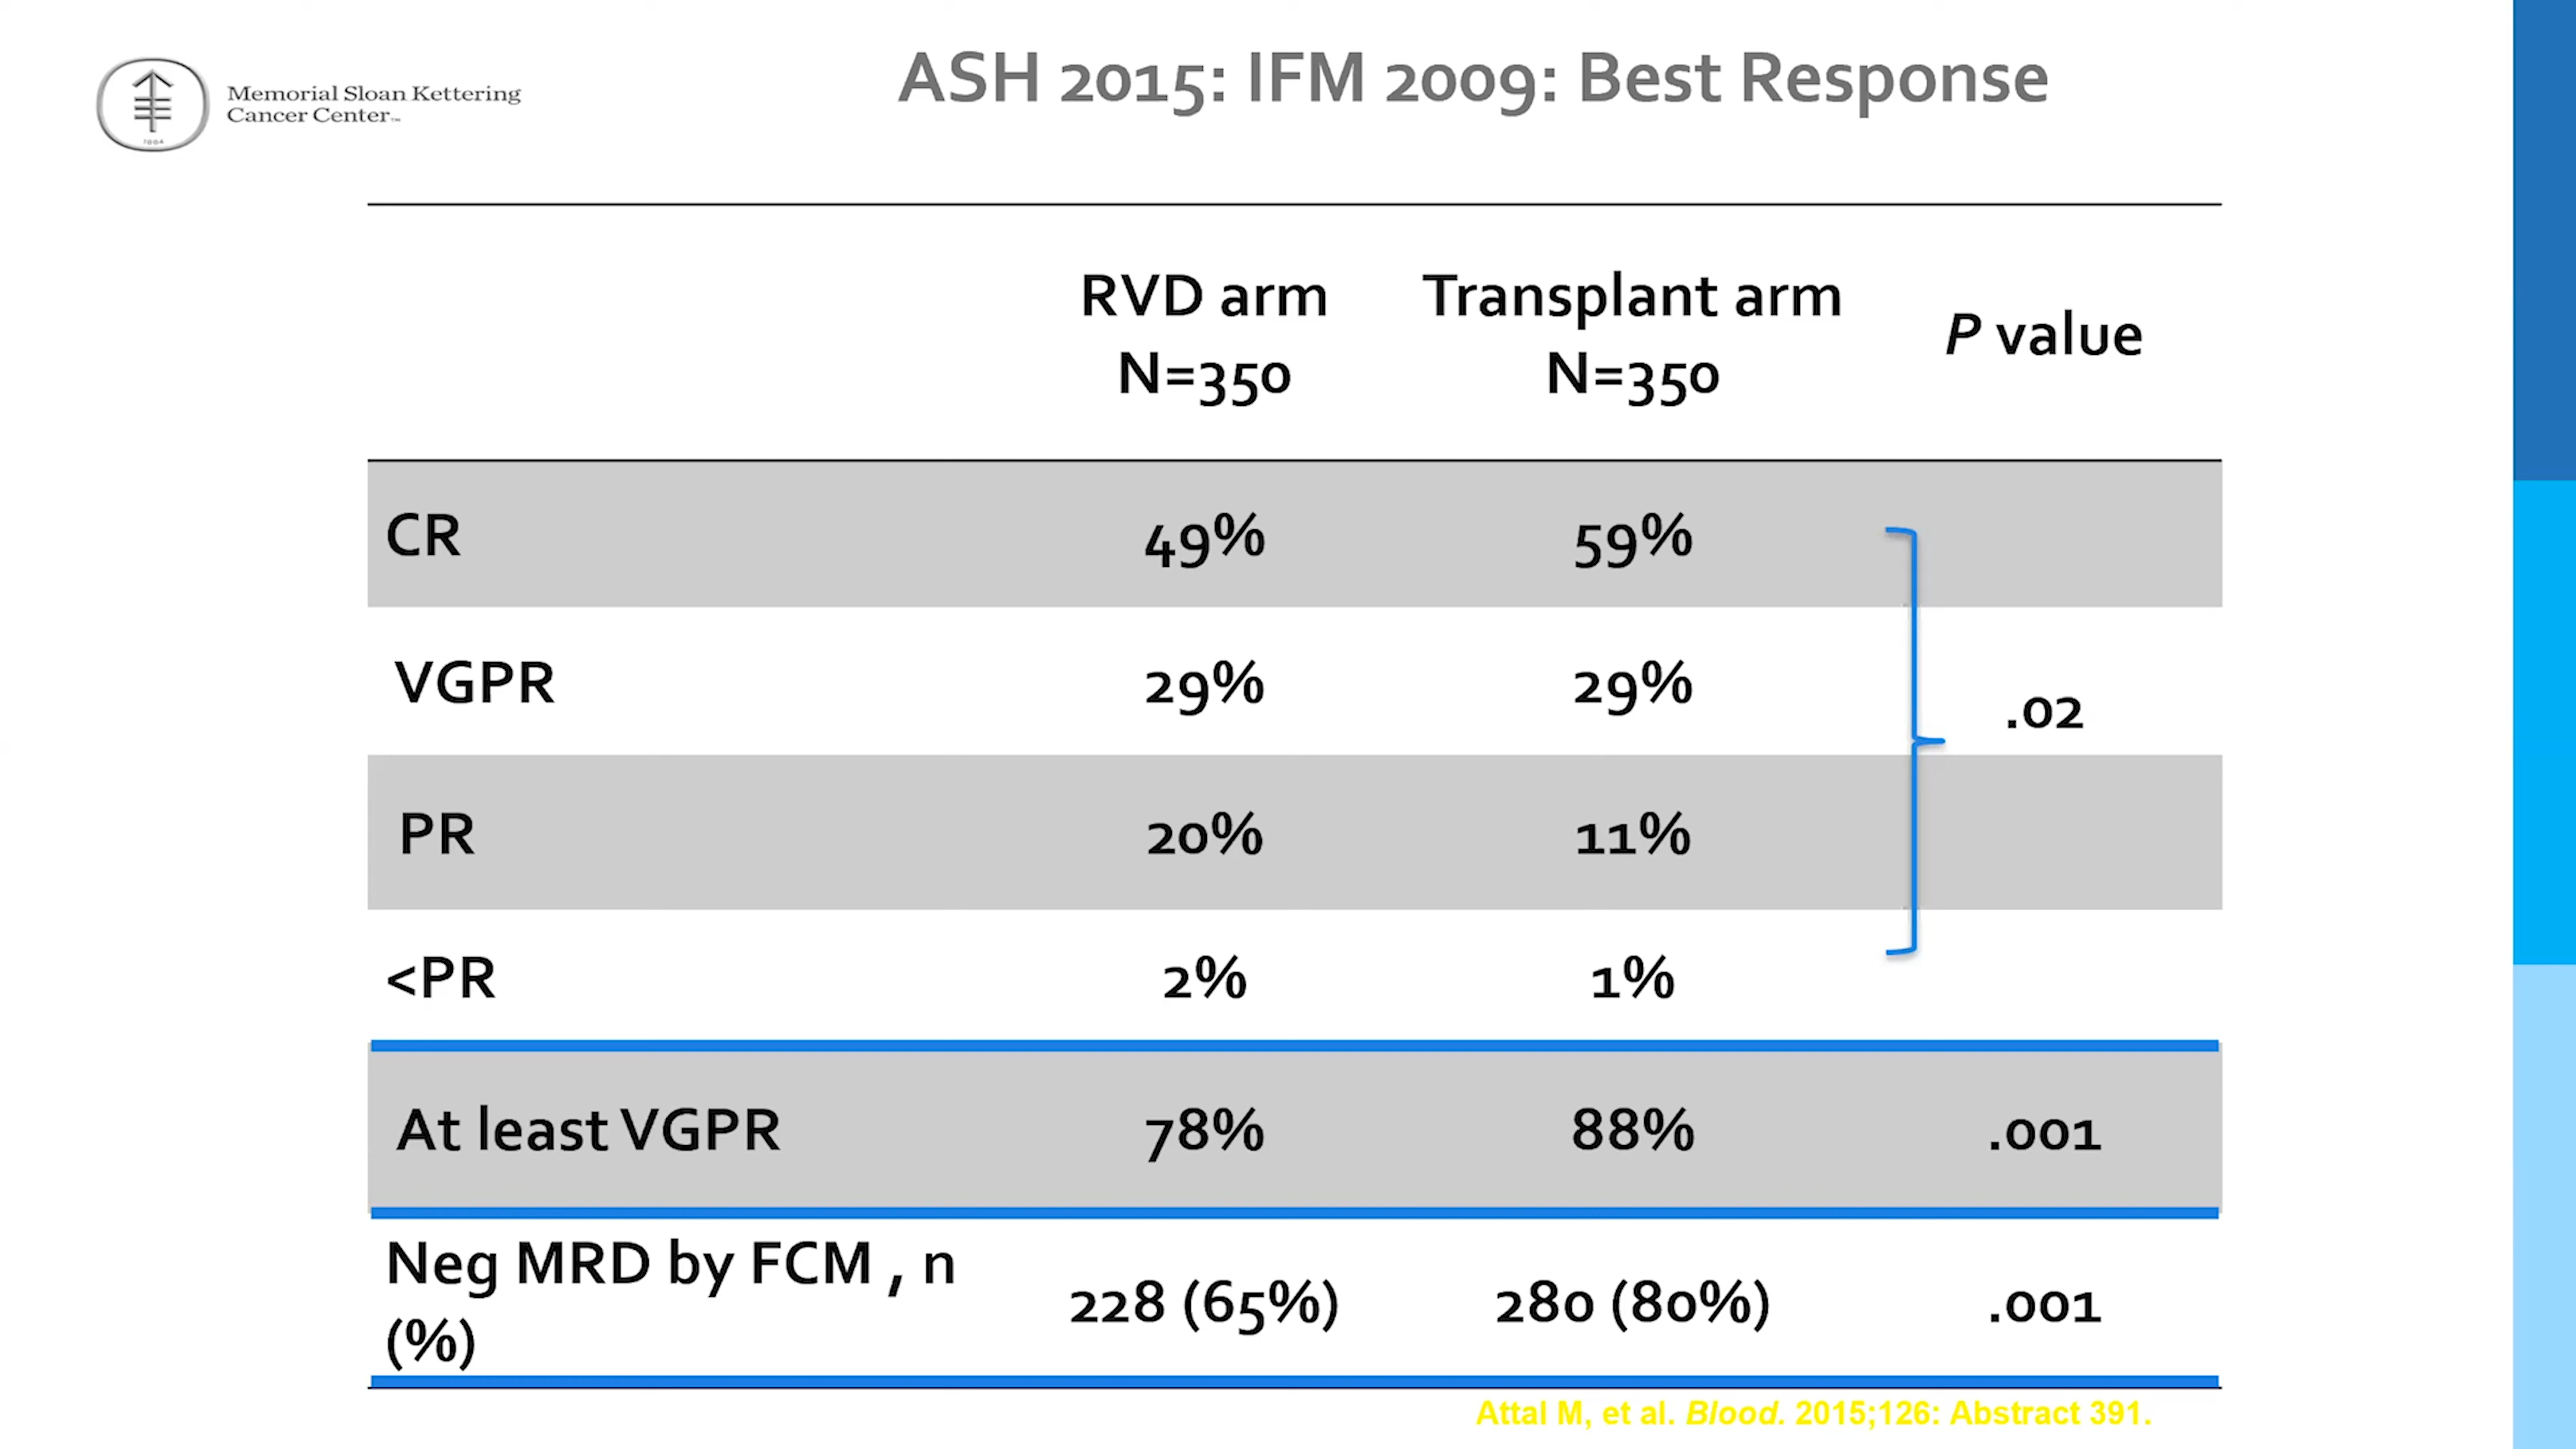 Memorial Sloan Kettering
Cancer Center™
ASH 2015: IFM 2009: Best Response
RVD arm
N=350
Transplant arm
N=350
P value
CR 49% 59%
VGPR 29% 29%
.02
PR 20% 11%
<PR 2% 1%
At least VGPR 78% 88% .001
Neg MRD by FCM , n
(%)
228 (65%) 280 (80%) .001
Attal M, et al. Blood. 2015;126: Abstract 391.